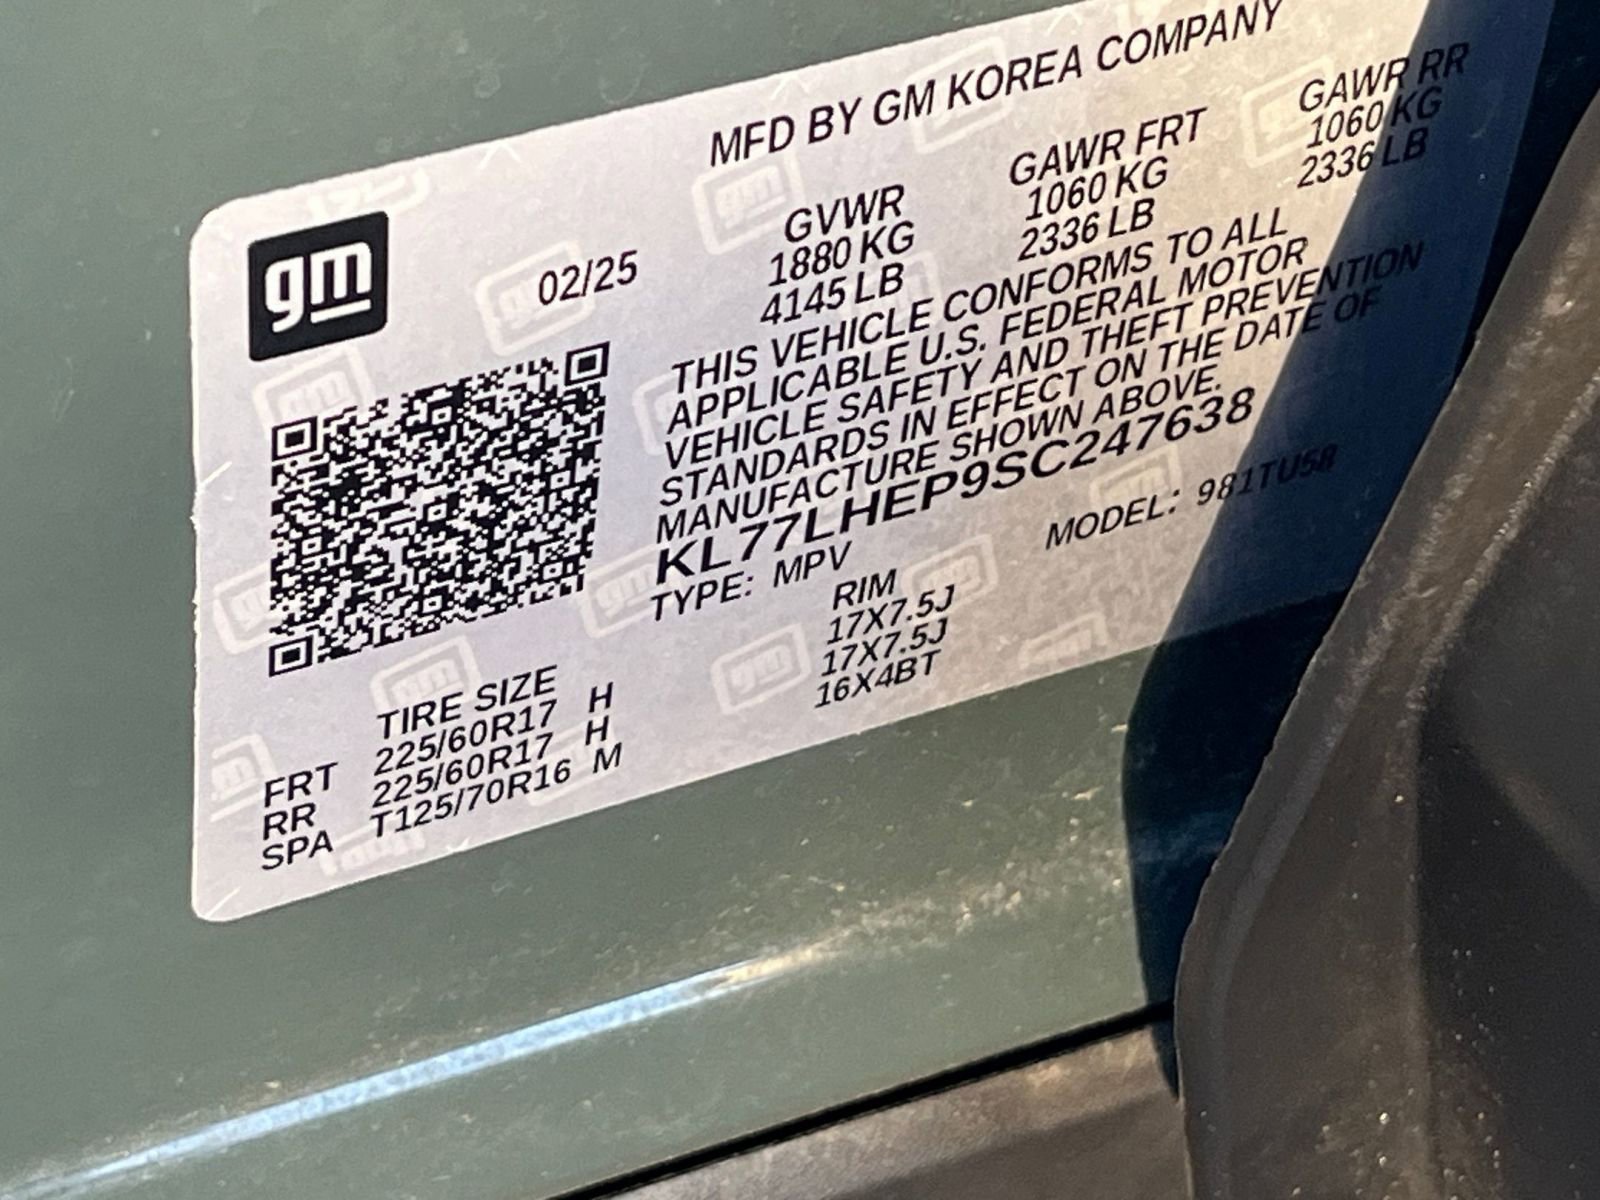 MFD BY GM KOREA COMPANY
gm
02/25
GVWR GAWR FRT GAWR RR
1880 KG 1060 KG 1060 KG
4145 LB 2336 LB 2336 LB
THIS VEHICLE CONFORMS TO ALL
APPLICABLE U.S. FEDERAL MOTOR
VEHICLE SAFETY AND THEFT PREVENTION
STANDARDS IN EFFECT ON THE DATE OF
MANUFACTURE SHOWN ABOVE.
KL77LHEP9SC247638
TYPE: MPV MODEL: 981TU58
TIRE SIZE RIM
FRT 225/60R17 H 17X7.5J
RR 225/60R17 H 17X7.5J
SPA T125/70R16 M 16X4BT